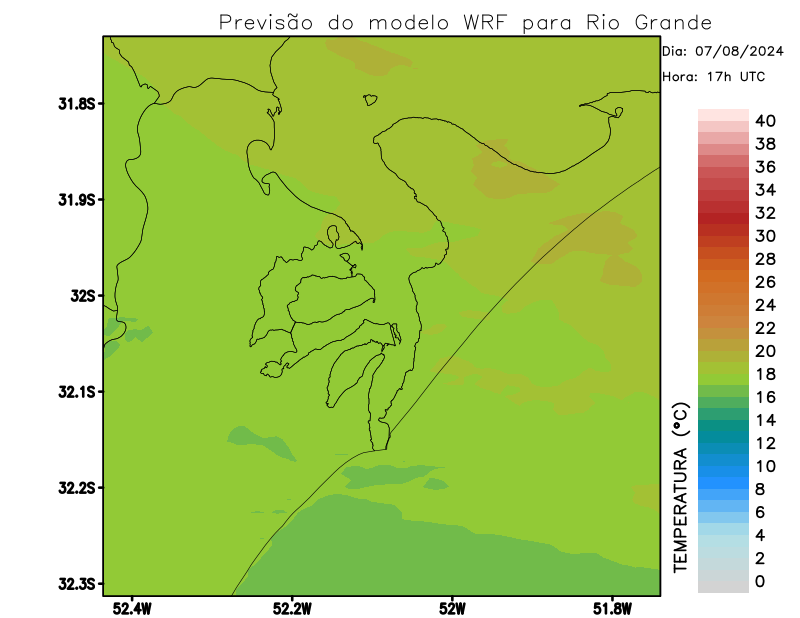 Previsão do modelo WRF para Rio Grande
Dia: 07/08/2024
Hora: 17h UTC
31.8S
31.9S
32S
32.1S
32.2S
32.3S
52.4W
52.2W
52W
51.8W
TEMPERATURA (°C)
40
38
36
34
32
30
28
26
24
22
20
18
16
14
12
10
8
6
4
2
0